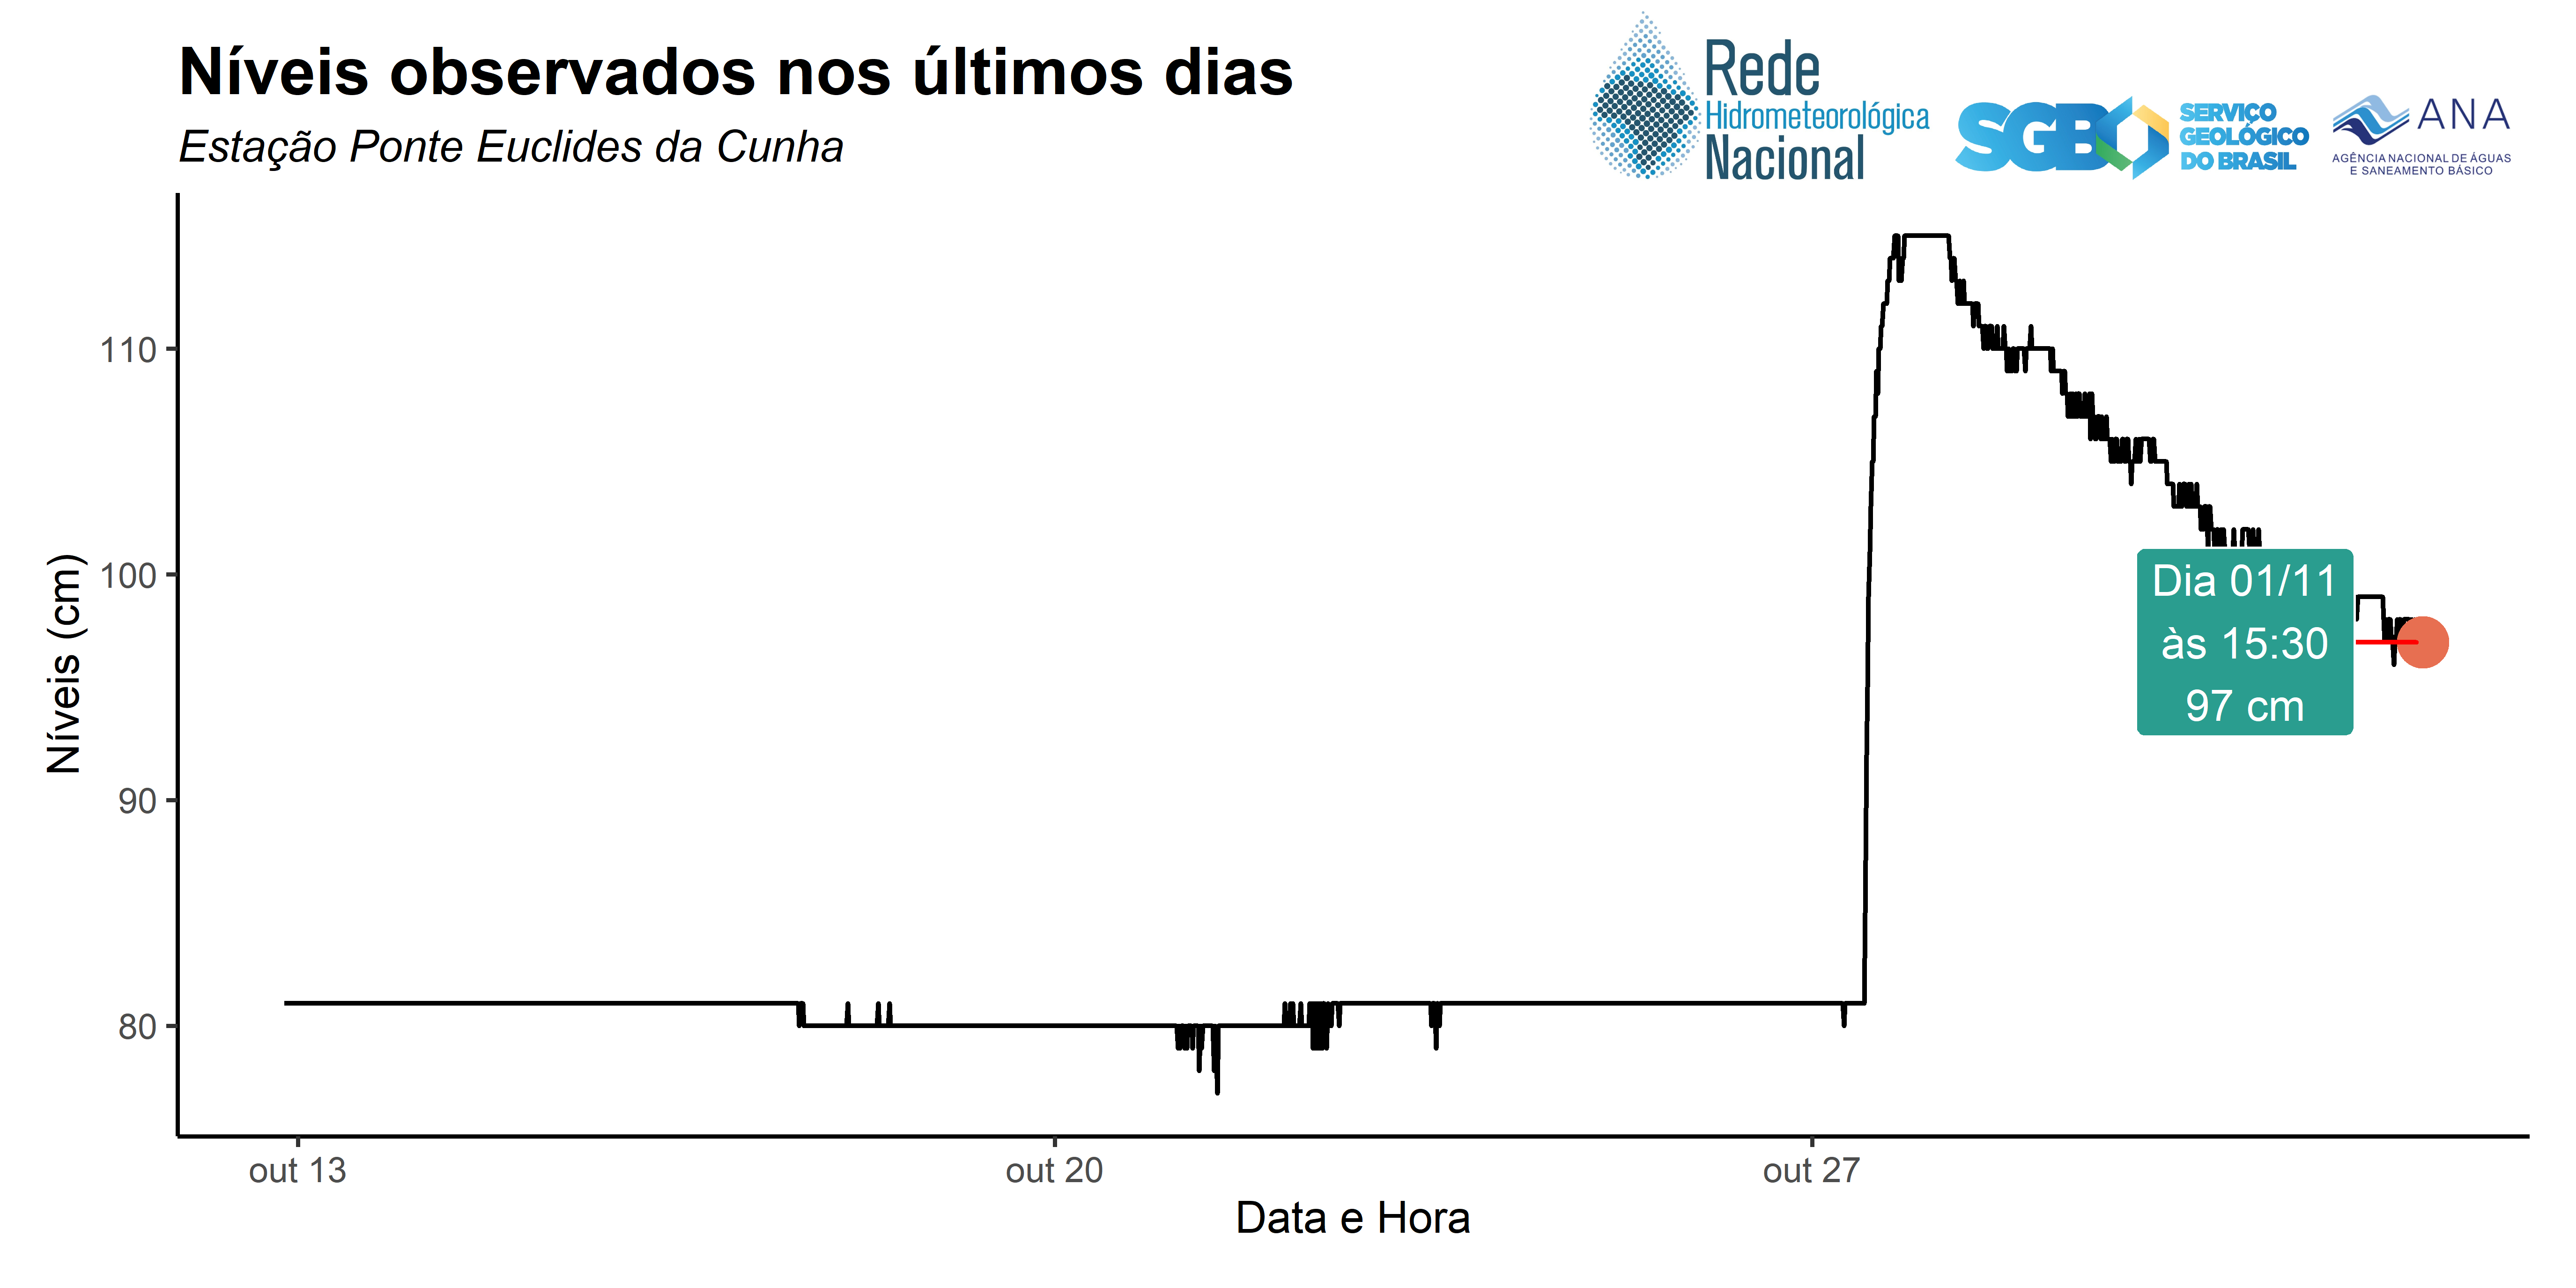 Níveis observados nos últimos dias
Estação Ponte Euclides da Cunha
Rede
Hidrometeorológica
Nacional
SGB
SERVIÇO
GEOLÓGICO
DO BRASIL
ANA
AGÊNCIA NACIONAL DE ÁGUAS
E SANEAMENTO BÁSICO
Níveis (cm)
110
100
90
80
Dia 01/11
às 15:30
97 cm
out 13
out 20
out 27
Data e Hora